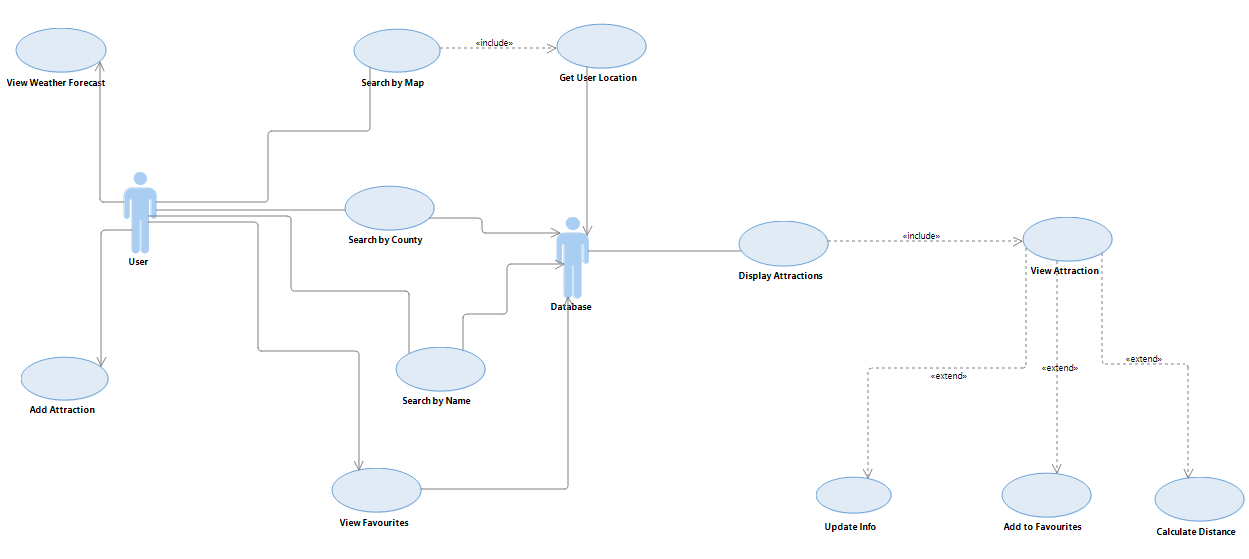 «include»
View Weather Forecast
Search by Map
Get User Location
User
Search by County
«include»
Display Attractions
View Attraction
Database
«extend»
«extend»
«extend»
Add Attraction
Search by Name
View Favourites
Update Info
Add to Favourites
Calculate Distance